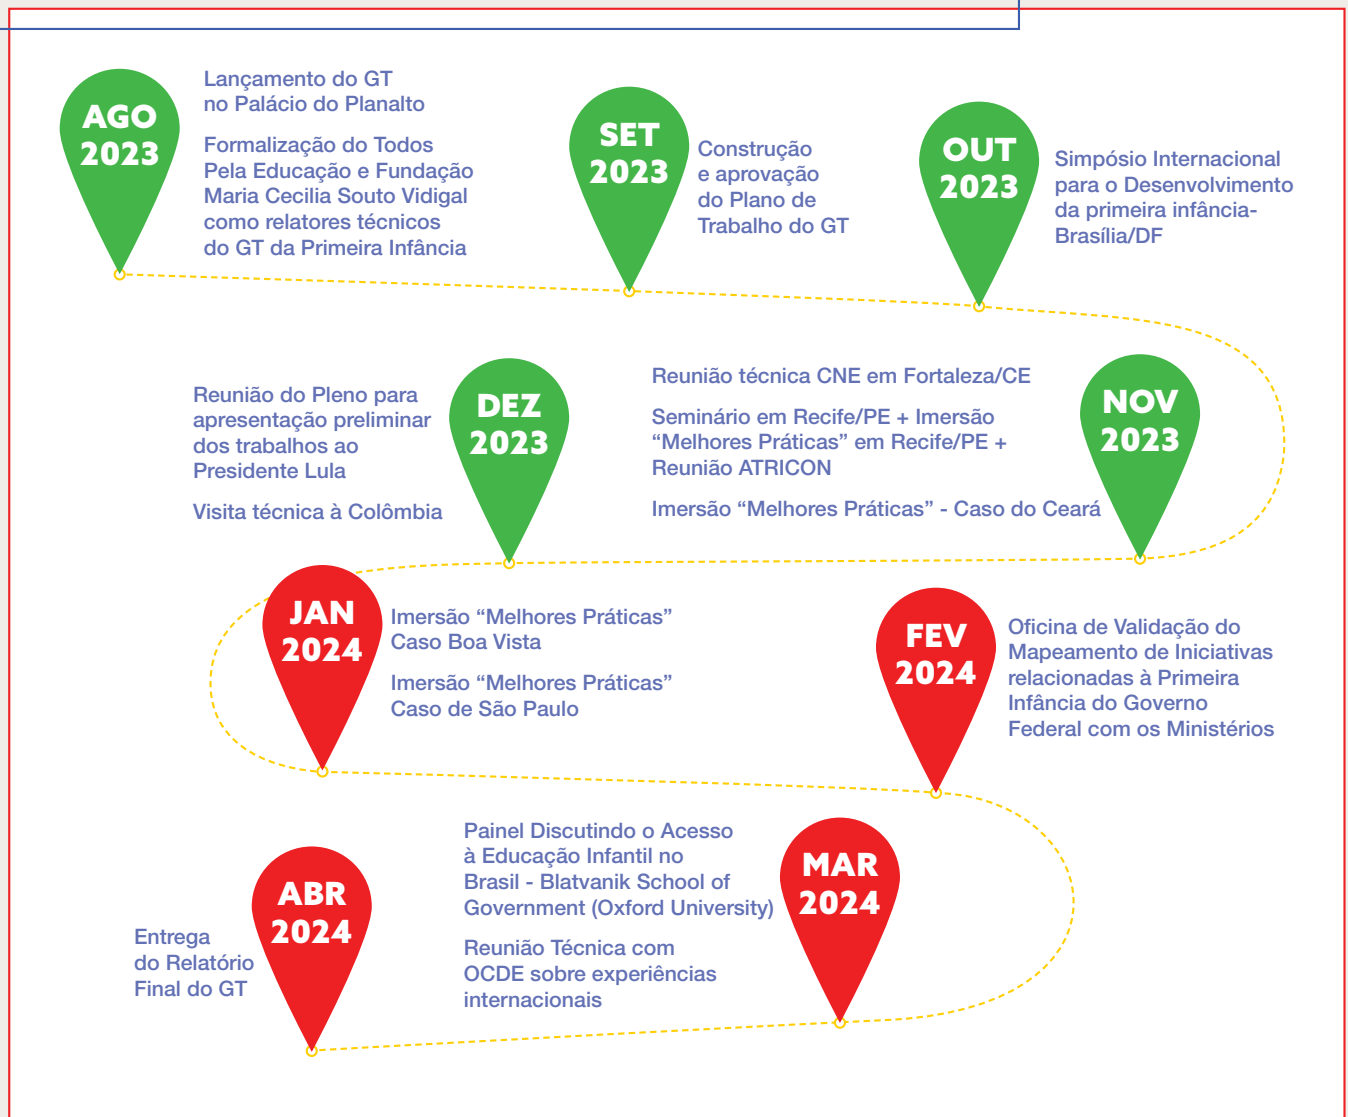 AGO
2023
Lançamento do GT
no Palácio do Planalto
Formalização do Todos
Pela Educação e Fundação
Maria Cecilia Souto Vidigal
como relatores técnicos
do GT da Primeira Infância
SET
2023
Construção
e aprovação
do Plano de
Trabalho do GT
OUT
2023
Simpósio Internacional
para o Desenvolvimento
da primeira infância-
Brasília/DF
NOV
2023
Reunião técnica CNE em Fortaleza/CE
Seminário em Recife/PE + Imersão
“Melhores Práticas” em Recife/PE +
Reunião ATRICON
Imersão “Melhores Práticas” - Caso do Ceará
DEZ
2023
Reunião do Pleno para
apresentação preliminar
dos trabalhos ao
Presidente Lula
Visita técnica à Colômbia
JAN
2024
Imersão “Melhores Práticas”
Caso Boa Vista
Imersão “Melhores Práticas”
Caso de São Paulo
FEV
2024
Oficina de Validação do
Mapeamento de Iniciativas
relacionadas à Primeira
Infância do Governo
Federal com os Ministérios
MAR
2024
Painel Discutindo o Acesso
à Educação Infantil no
Brasil - Blatvanik School of
Government (Oxford University)
Reunião Técnica com
OCDE sobre experiências
internacionais
ABR
2024
Entrega
do Relatório
Final do GT